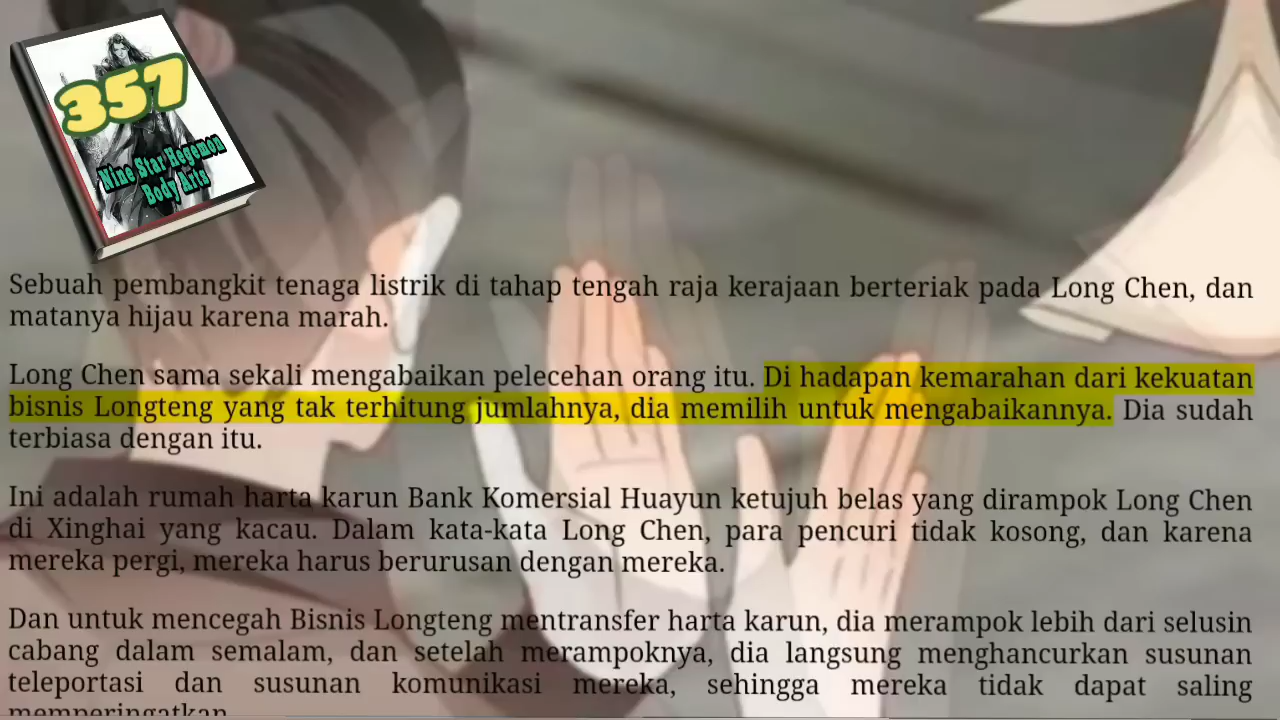 357
Nine Star Hegemon
Body Arts
Sebuah pembangkit tenaga listrik di tahap tengah raja kerajaan berteriak pada Long Chen, dan
matanya hijau karena marah.
Long Chen sama sekali mengabaikan pelecehan orang itu. Di hadapan kemarahan dari kekuatan
bisnis Longteng yang tak terhitung jumlahnya, dia memilih untuk mengabaikannya. Dia sudah
terbiasa dengan itu.
Ini adalah rumah harta karun Bank Komersial Huayun ketujuh belas yang dirampok Long Chen
di Xinghai yang kacau. Dalam kata-kata Long Chen, para pencuri tidak kosong, dan karena
mereka pergi, mereka harus berurusan dengan mereka.
Dan untuk mencegah Bisnis Longteng mentransfer harta karun, dia merampok lebih dari selusin
cabang dalam semalam, dan setelah merampoknya, dia langsung menghancurkan susunan
teleportasi dan susunan komunikasi mereka, sehingga mereka tidak dapat saling
memperingatkan.